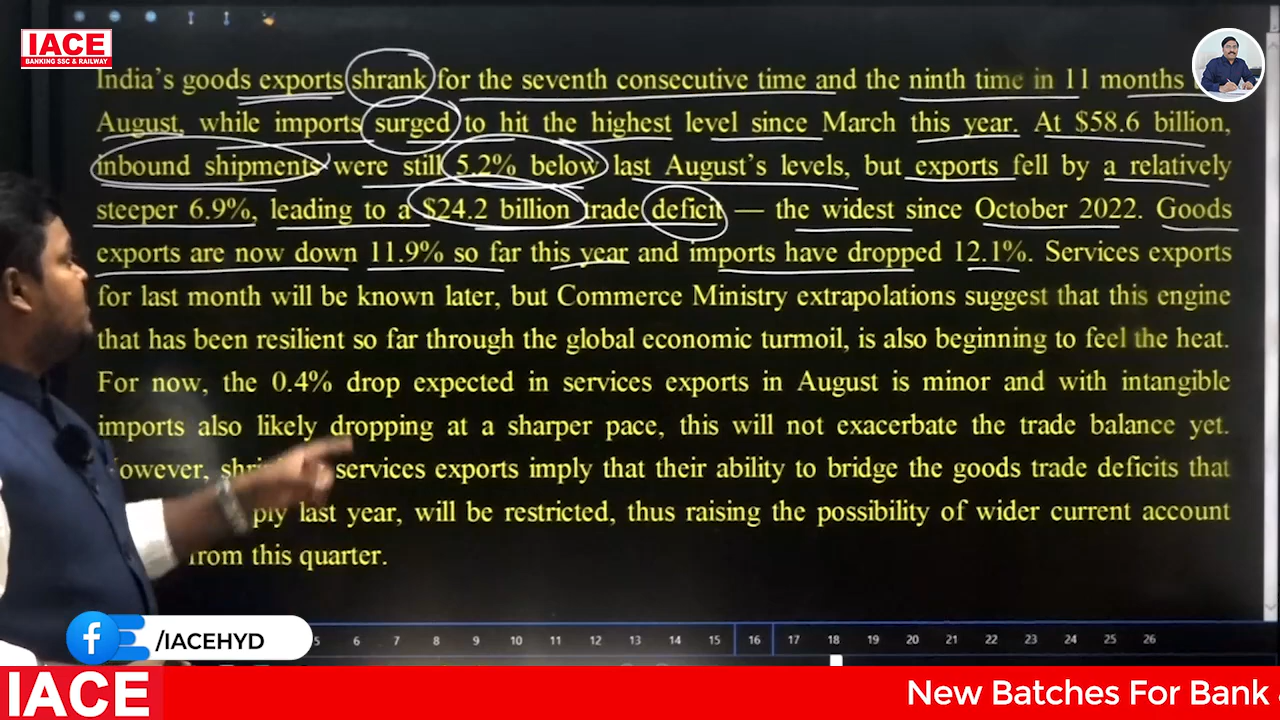 IACE
BANKING SSC & RAILWAY
India's goods exports shrank for the seventh consecutive time and the ninth time in 11 months
August, while imports surged to hit the highest level since March this year. At $58.6 billion,
inbound shipments were still 5.2% below last August's levels, but exports fell by a relatively
steeper 6.9%, leading to a $24.2 billion trade deficit — the widest since October 2022. Goods
exports are now down 11.9% so far this year and imports have dropped 12.1%. Services exports
for last month will be known later, but Commerce Ministry extrapolations suggest that this engine
that has been resilient so far through the global economic turmoil, is also beginning to feel the heat.
For now, the 0.4% drop expected in services exports in August is minor and with intangible
imports also likely dropping at a sharper pace, this will not exacerbate the trade balance yet.
However, services exports imply that their ability to bridge the goods trade deficits that
last year, will be restricted, thus raising the possibility of wider current account
from this quarter.
/IACEHYD
5 6 7 8 9 10 11 12 13 14 15 16 17 18 19 20 21 22 23 24 25 26
IACE
New Batches For Bank